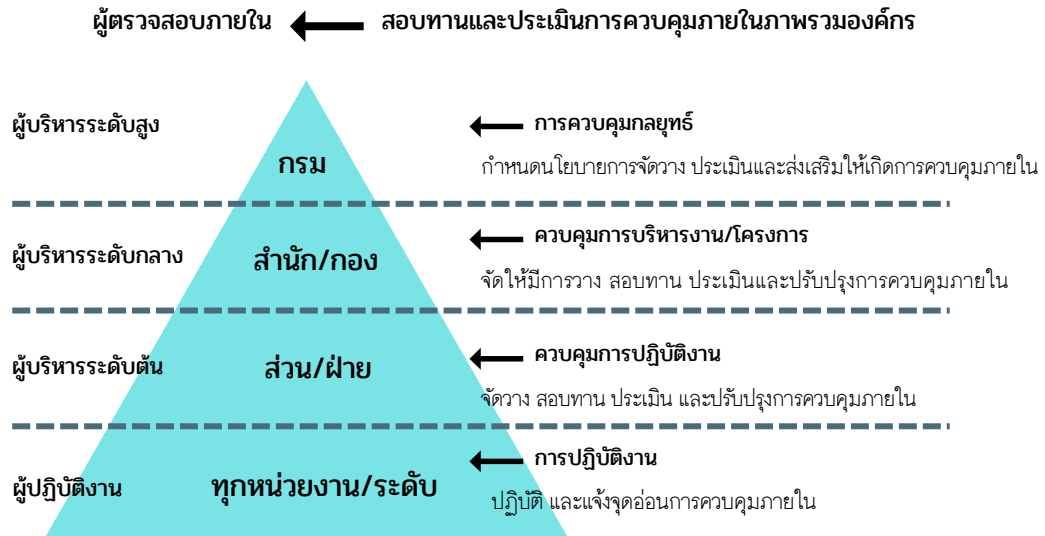 ผู้ตรวจสอบภายใน สอบทานและประเมินการควบคุมภายในภาพรวมองค์กร
ผู้บริหารระดับสูง
การควบคุมกลยุทธ์
กรม
กำหนดนโยบายการจัดวาง ประเมินและส่งเสริมให้เกิดการควบคุมภายใน
ผู้บริหารระดับกลาง
สำนัก/กอง
ควบคุมการบริหารงาน/โครงการ
จัดให้มีการวาง สอบทาน ประเมินและปรับปรุงการควบคุมภายใน
ผู้บริหารระดับต้น
ส่วน/ฝ่าย
ควบคุมการปฏิบัติงาน
จัดวาง สอบทาน ประเมิน และปรับปรุงการควบคุมภายใน
ผู้ปฏิบัติงาน
ทุกหน่วยงาน/ระดับ
การปฏิบัติงาน
ปฏิบัติ และแจ้งจุดอ่อนการควบคุมภายใน